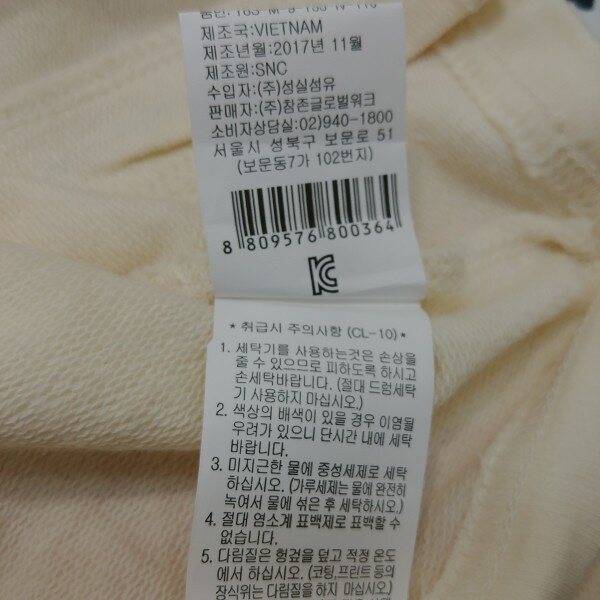 제조국:VIETNAM
제조년월:2017년 11월
제조원:SNC
수입자:(주)성실섬유
판매자:(주)참존글로벌워크
소비자상담실:02)940-1800
서울시 성북구 보문로 51
(보문동7가 102번지)
8 809576 800364
* 취급시 주의사항 (CL-10) *
1. 세탁기를 사용하는것은 손상을
줄 수 있으므로 피하도록 하시고
손세탁바랍니다. (절대 드럼세탁
기 사용하지 마십시오.)
2. 색상의 배색이 있을 경우 이염될
우려가 있으니 단시간 내에 세탁
바랍니다.
3. 미지근한 물에 중성세제로 세탁
하십시오. (가루세제는 물에 완전히
녹여서 물에 섞은 후 세탁하시오.)
4. 절대 염소계 표백제로 표백할 수
없습니다.
5. 다림질은 헝겊을 덮고 적정 온도
에서 하십시오. (코팅,프린트 등의
장식위는 다림질을 하지 마십시오.)